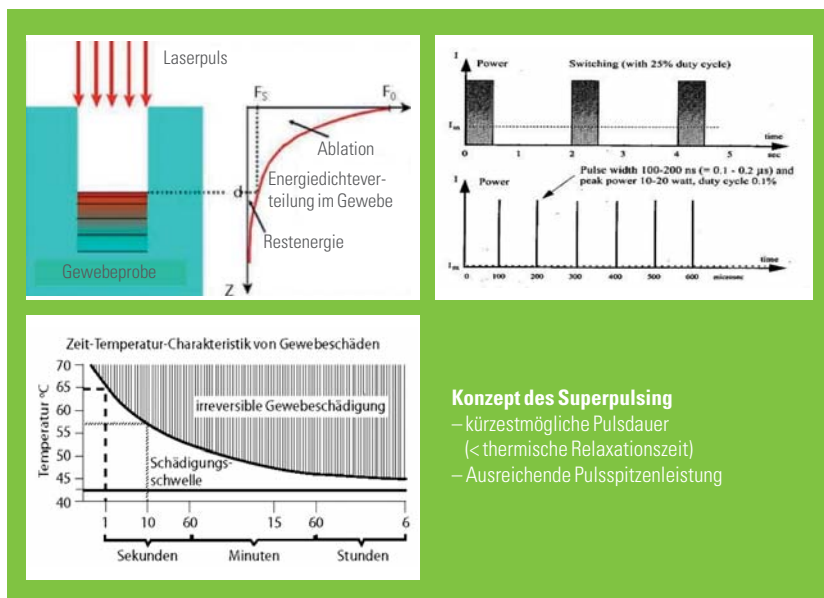 Laserpuls
F_S
F_0
Ablation
d
Energiedichtever-
teilung im Gewebe
Restenergie
Gewebeprobe
Z
I
Power
Switching (with 25% duty cycle)
I_m
time
0 1 2 3 4 5 sec
Pulse width 100-200 ns (= 0.1 - 0.2 µs) and
peak power 10-20 watt, duty cycle 0.1%
I
Power
I_m
time
0 100 200 300 400 500 600 microsec
Zeit-Temperatur-Charakteristik von Gewebeschäden
Temperatur °C
70
65
60
55
50
45
40
irreversible Gewebeschädigung
Schädigungs-
schwelle
1 10 60 15 60 6
Sekunden Minuten Stunden
Konzept des Superpulsing
– kürzestmögliche Pulsdauer
(< thermische Relaxationszeit)
– Ausreichende Pulsspitzenleistung